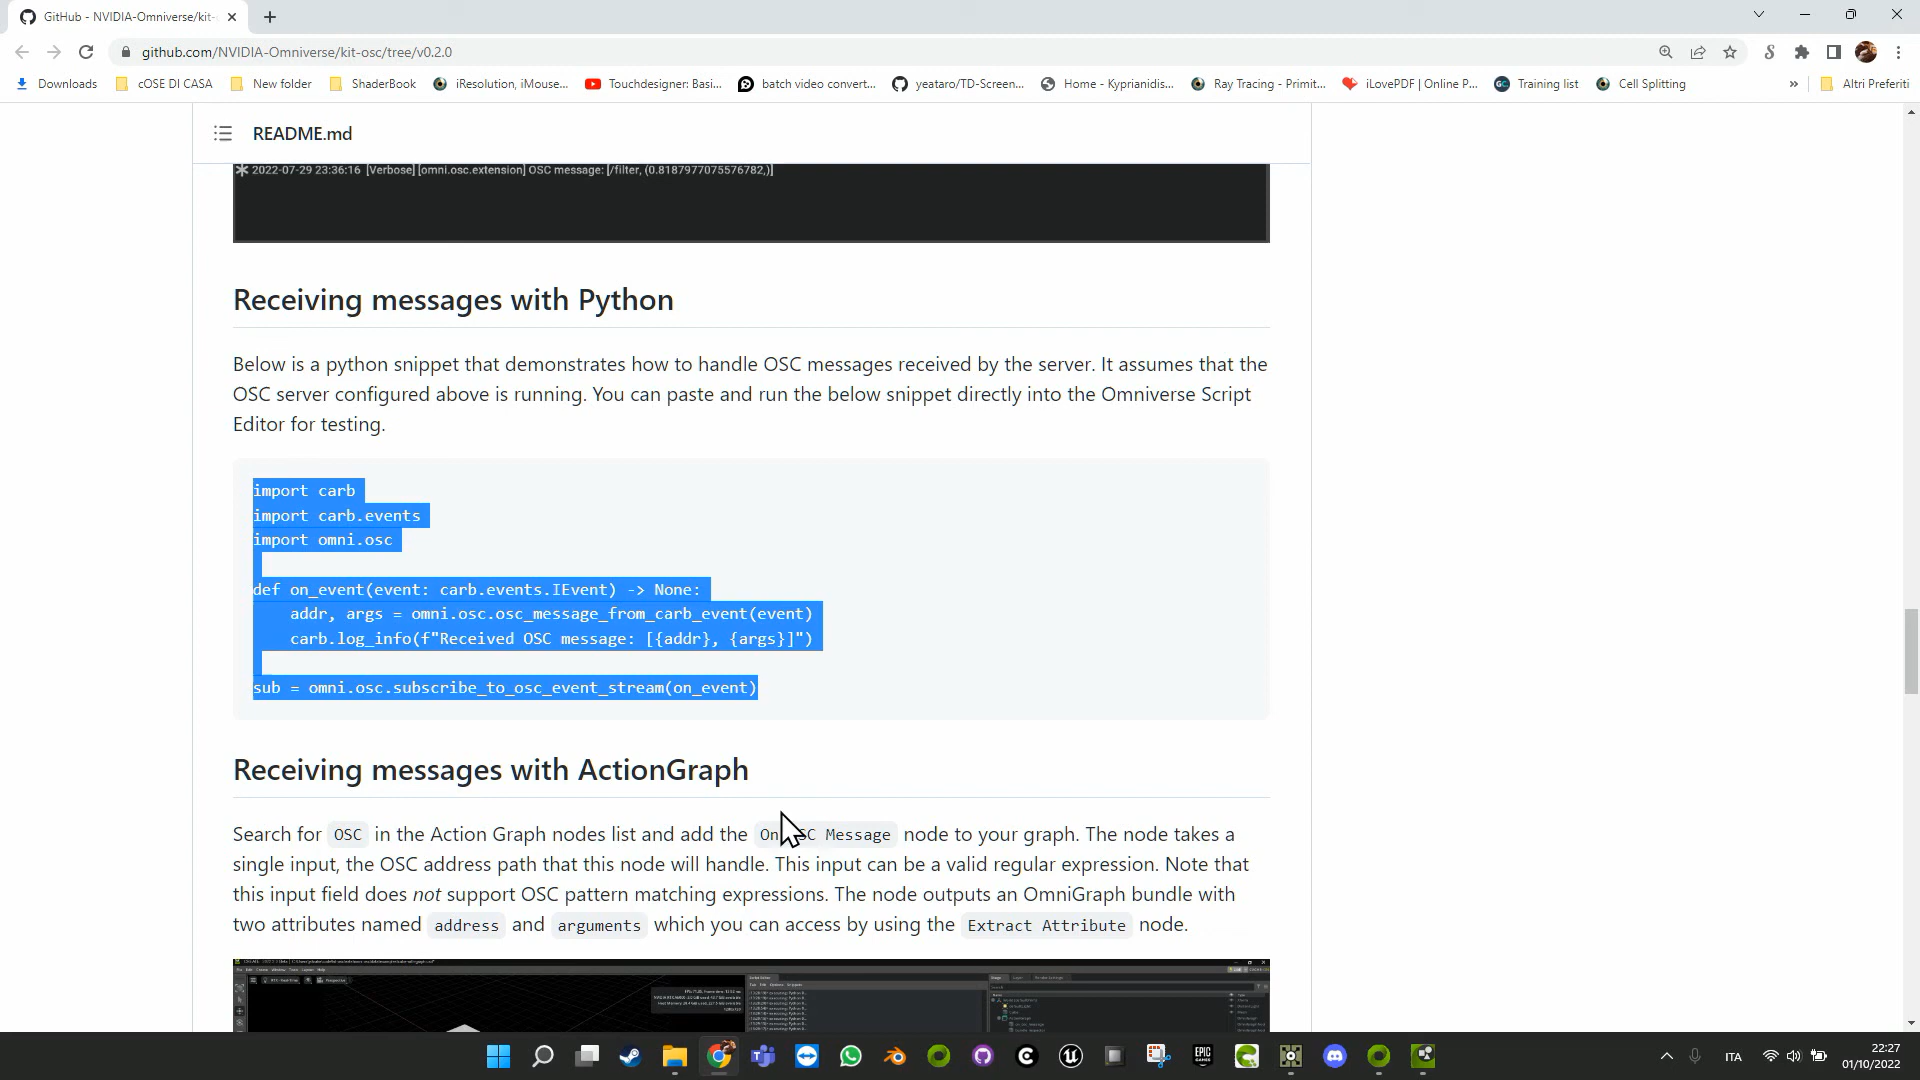 GitHub - NVIDIA-Omniverse/kit-
github.com/NVIDIA-Omniverse/kit-osc/tree/v0.2.0
Downloads cOSE DI CASA New folder ShaderBook iResolution, iMouse... Touchdesigner: Basi... batch video convert... yeataro/TD-Screen... Home - Kyprianidis... Ray Tracing - Primit... iLovePDF | Online P... Training list Cell Splitting » Altri Preferiti
README.md
2022-07-29 23:36:16 [Verbose] [omni.osc.extension] OSC message: [/filter, (0.8187977075576782,)]
Receiving messages with Python
Below is a python snippet that demonstrates how to handle OSC messages received by the server. It assumes that the
OSC server configured above is running. You can paste and run the below snippet directly into the Omniverse Script
Editor for testing.
import carb
import carb.events
import omni.osc
def on_event(event: carb.events.IEvent) -> None:
addr, args = omni.osc.osc_message_from_carb_event(event)
carb.log_info(f"Received OSC message: [{addr}, {args}]")
sub = omni.osc.subscribe_to_osc_event_stream(on_event)
Receiving messages with ActionGraph
Search for OSC in the Action Graph nodes list and add the On SC Message node to your graph. The node takes a
single input, the OSC address path that this node will handle. This input can be a valid regular expression. Note that
this input field does not support OSC pattern matching expressions. The node outputs an OmniGraph bundle with
two attributes named address and arguments which you can access by using the Extract Attribute node.
ITA
22:27
01/10/2022